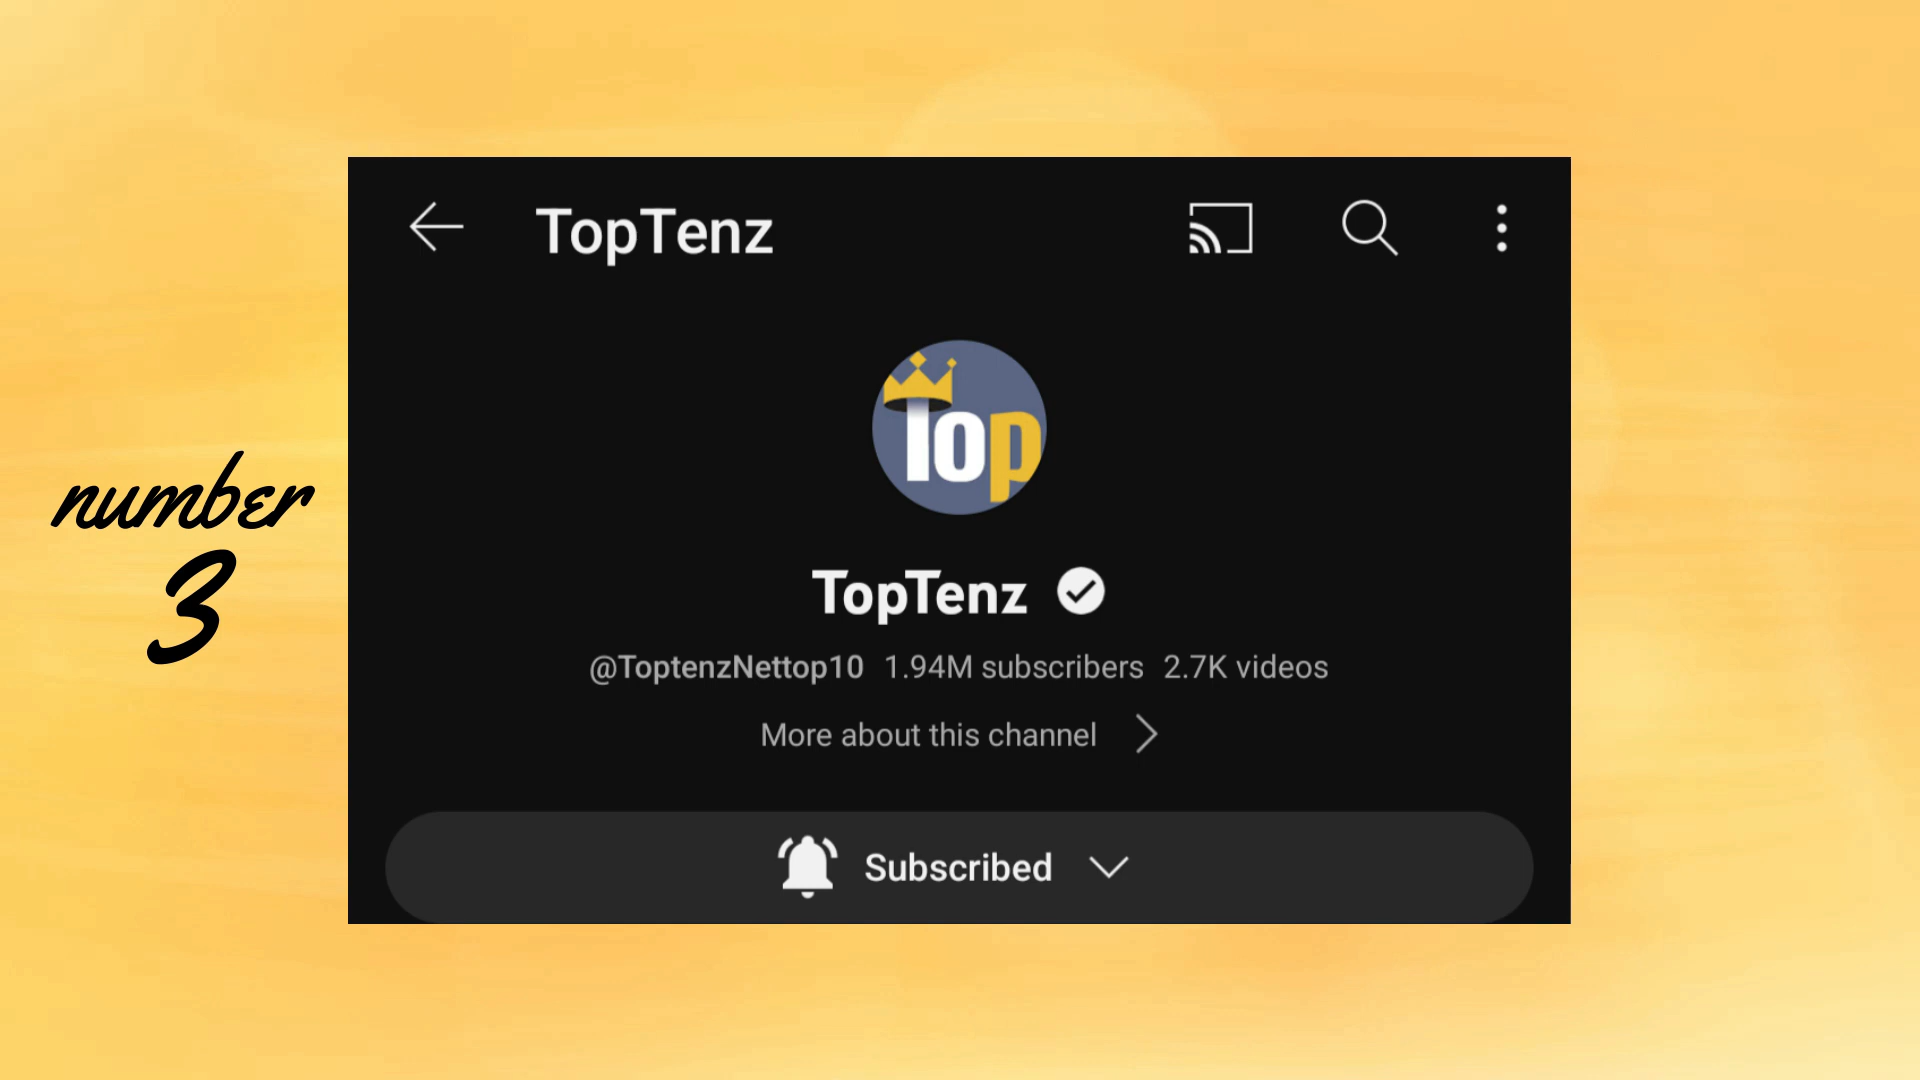 TopTenz
Top
number
3
TopTenz
@ToptenzNettop10 1.94M subscribers 2.7K videos
More about this channel
Subscribed